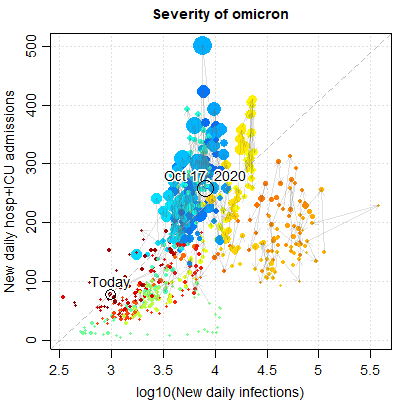 Severity of omicron
New daily hosp+ICU admissions
500
400
300
200
100
0
Oct 17, 2020
Today
2.5 3 3.5 4 4.5 5 5.5
log10(New daily infections)